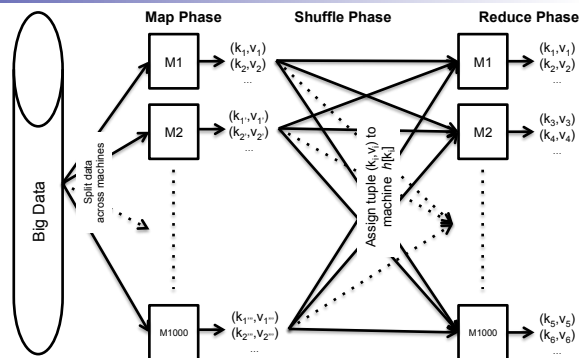 Map Phase
Shuffle Phase
Reduce Phase
Big Data
Split data
across machines
M1
(k₁,v₁)
(k₂,v₂)
...
M2
(k₁',v₁')
(k₂',v₂')
...
M1000
(k₁''',v₁''')
(k₂''',v₂''')
...
Assign tuple (kᵢ,vᵢ) to
machine h[kᵢ]
M1
(k₁,v₁)
(k₂,v₂)
...
M2
(k₃,v₃)
(k₄,v₄)
...
M1000
(k₅,v₅)
(k₆,v₆)
...